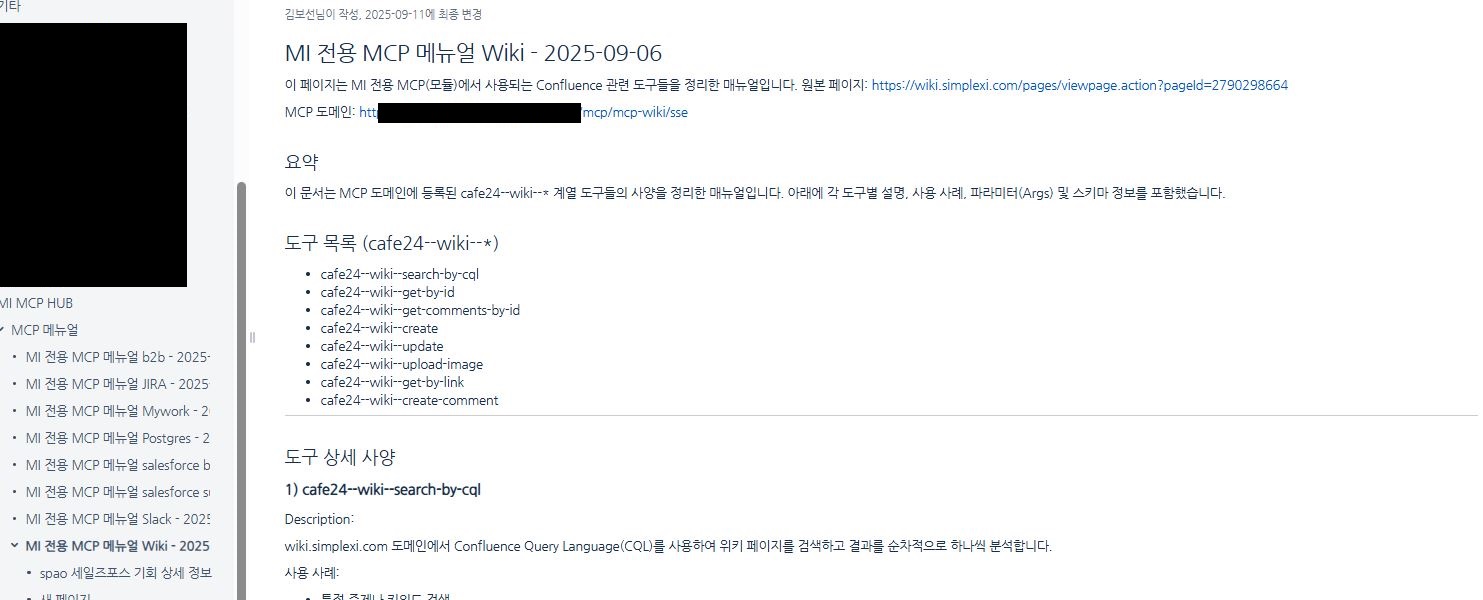 기타
MI MCP HUB
MCP 메뉴얼
MI 전용 MCP 메뉴얼 b2b - 2025-
MI 전용 MCP 메뉴얼 JIRA - 2025
MI 전용 MCP 메뉴얼 Mywork - 2
MI 전용 MCP 메뉴얼 Postgres - 2
MI 전용 MCP 메뉴얼 salesforce b
MI 전용 MCP 메뉴얼 salesforce s
MI 전용 MCP 메뉴얼 Slack - 2025
MI 전용 MCP 메뉴얼 Wiki - 2025
spao 세일즈포스 기회 상세 정보
새 페이지
김보선님이 작성, 2025-09-11에 최종 변경
MI 전용 MCP 메뉴얼 Wiki - 2025-09-06
이 페이지는 MI 전용 MCP(모듈)에서 사용되는 Confluence 관련 도구들을 정리한 매뉴얼입니다. 원본 페이지: https://wiki.simplexi.com/pages/viewpage.action?pageId=2790298664
MCP 도메인: htt /mcp/mcp-wiki/sse
요약
이 문서는 MCP 도메인에 등록된 cafe24--wiki--* 계열 도구들의 사양을 정리한 매뉴얼입니다. 아래에 각 도구별 설명, 사용 사례, 파라미터(Args) 및 스키마 정보를 포함했습니다.
도구 목록 (cafe24--wiki--*)
• cafe24--wiki--search-by-cql
• cafe24--wiki--get-by-id
• cafe24--wiki--get-comments-by-id
• cafe24--wiki--create
• cafe24--wiki--update
• cafe24--wiki--upload-image
• cafe24--wiki--get-by-link
• cafe24--wiki--create-comment
도구 상세 사양
1) cafe24--wiki--search-by-cql
Description:
wiki.simplexi.com 도메인에서 Confluence Query Language(CQL)를 사용하여 위키 페이지를 검색하고 결과를 순차적으로 하나씩 분석합니다.
사용 사례:
• 특정 주제나 키워드 검색